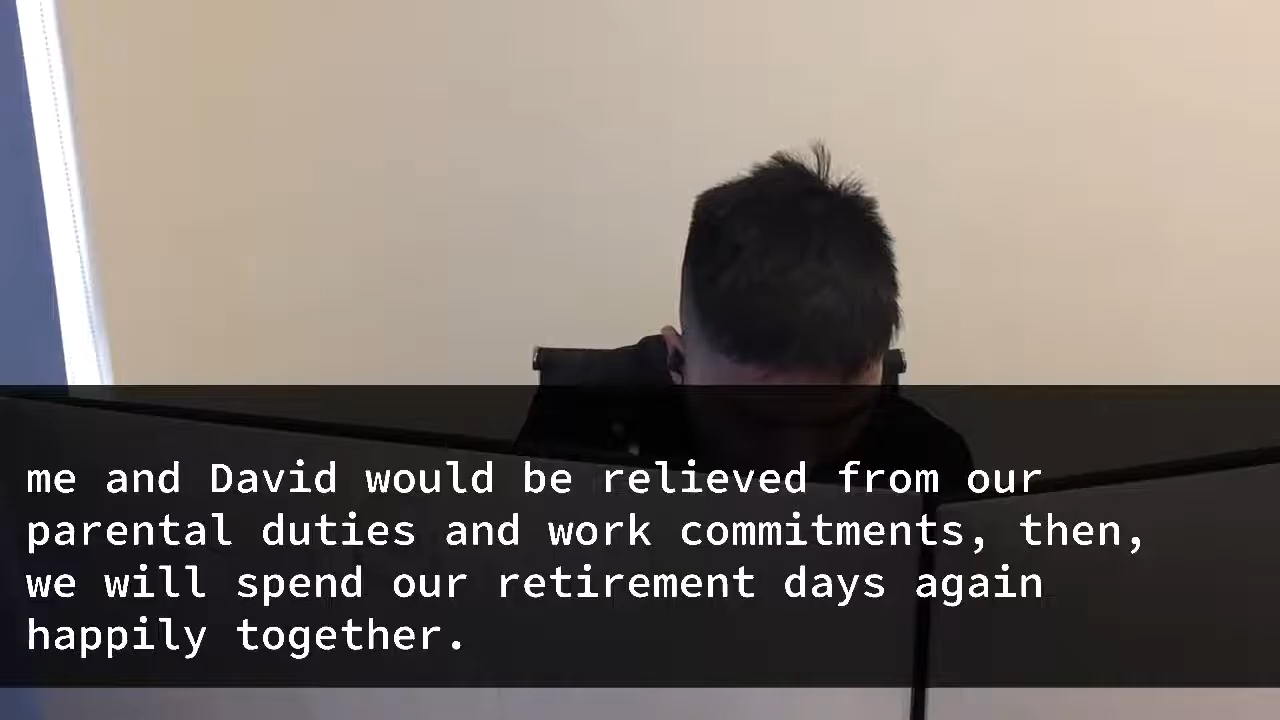 me and David would be relieved from our
parental duties and work commitments, then,
we will spend our retirement days again
happily together.